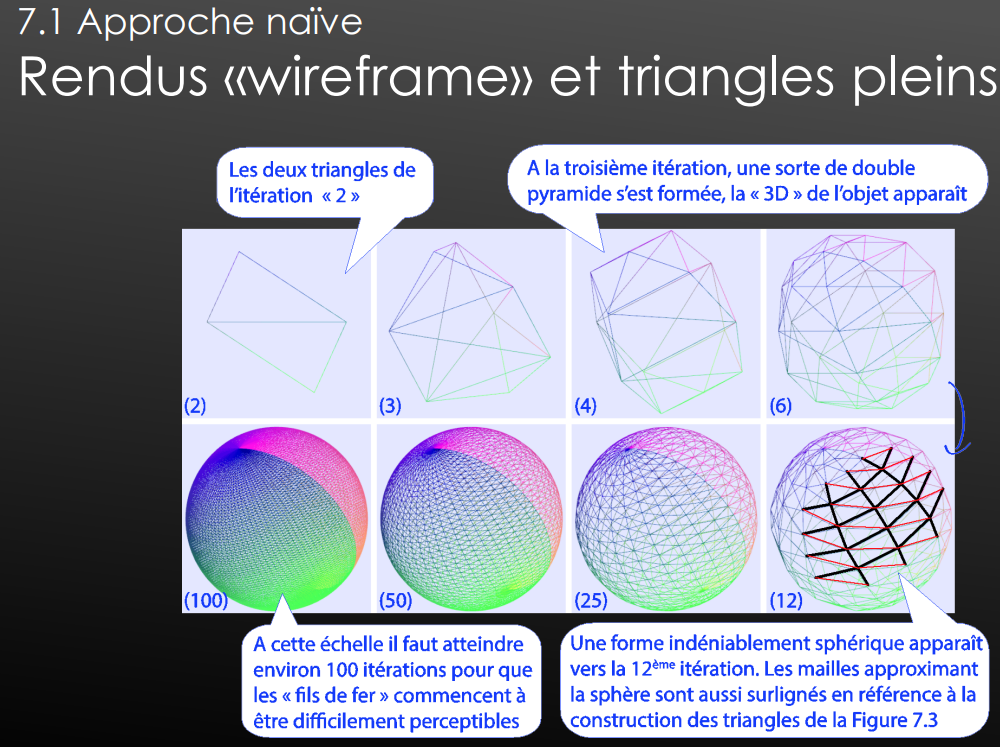 7.1 Approche naïve
Rendus «wireframe» et triangles pleins
Les deux triangles de
l'itération « 2 »
A la troisième itération, une sorte de double
pyramide s'est formée, la « 3D » de l'objet apparaît
(2)
(3)
(4)
(6)
(100)
(50)
(25)
(12)
A cette échelle il faut atteindre
environ 100 itérations pour que
les « fils de fer » commencent à
être difficilement perceptibles
Une forme indéniablement sphérique apparaît
vers la 12ème itération. Les mailles approximant
la sphère sont aussi surlignés en référence à la
construction des triangles de la Figure 7.3